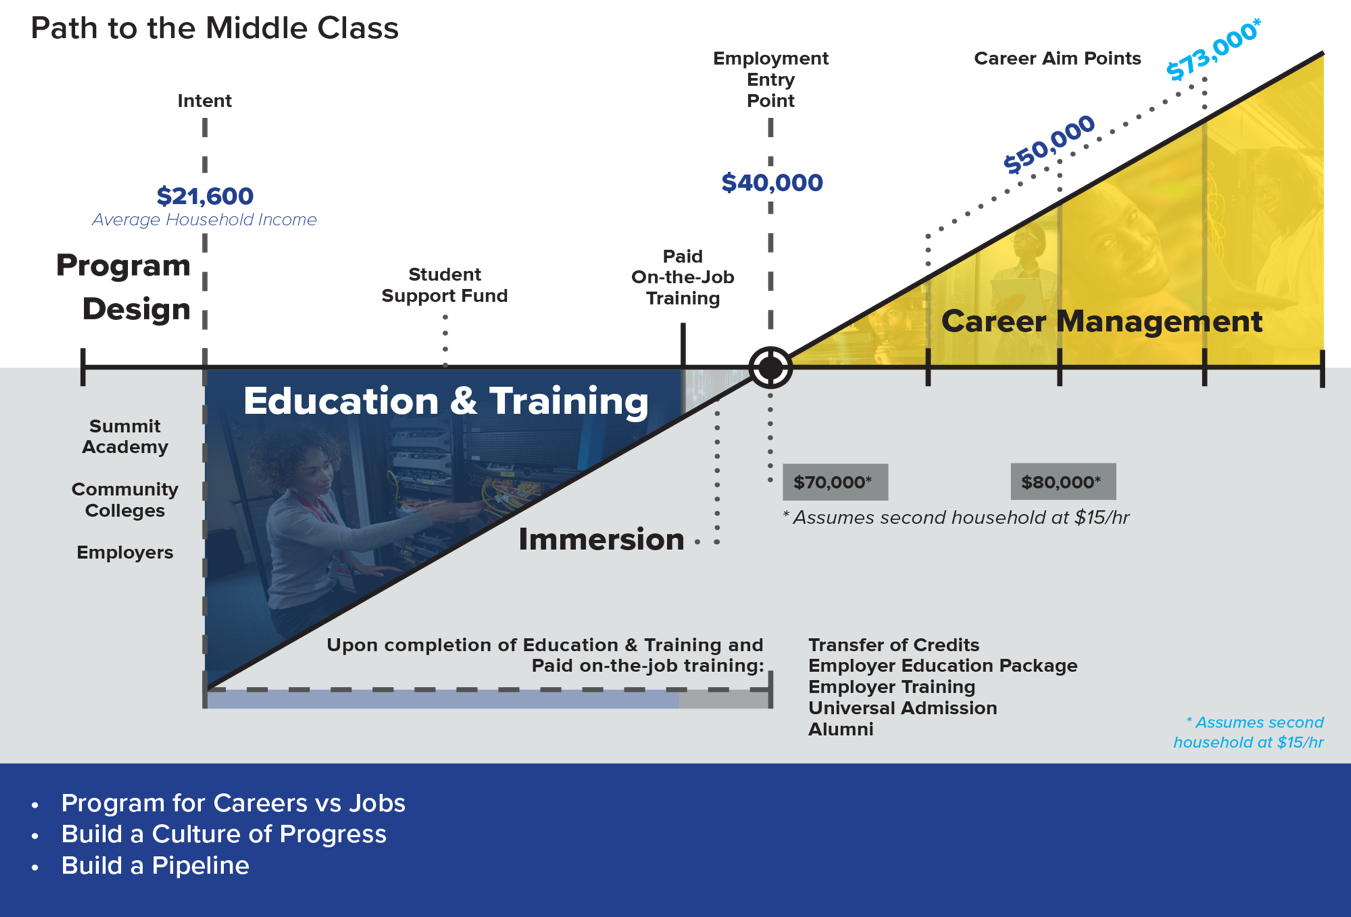 Path to the Middle Class
Intent
Employment
Entry
Point
Career Aim Points
$73,000*
$50,000
$40,000
$21,600
Average Household Income
Program
Design
Student
Support Fund
Paid
On-the-Job
Training
Career Management
Education & Training
Summit
Academy
Community
Colleges
Employers
$70,000*
$80,000*
* Assumes second household at $15/hr
Immersion
Upon completion of Education & Training and
Paid on-the-job training:
Transfer of Credits
Employer Education Package
Employer Training
Universal Admission
Alumni
* Assumes second
household at $15/hr
• Program for Careers vs Jobs
• Build a Culture of Progress
• Build a Pipeline